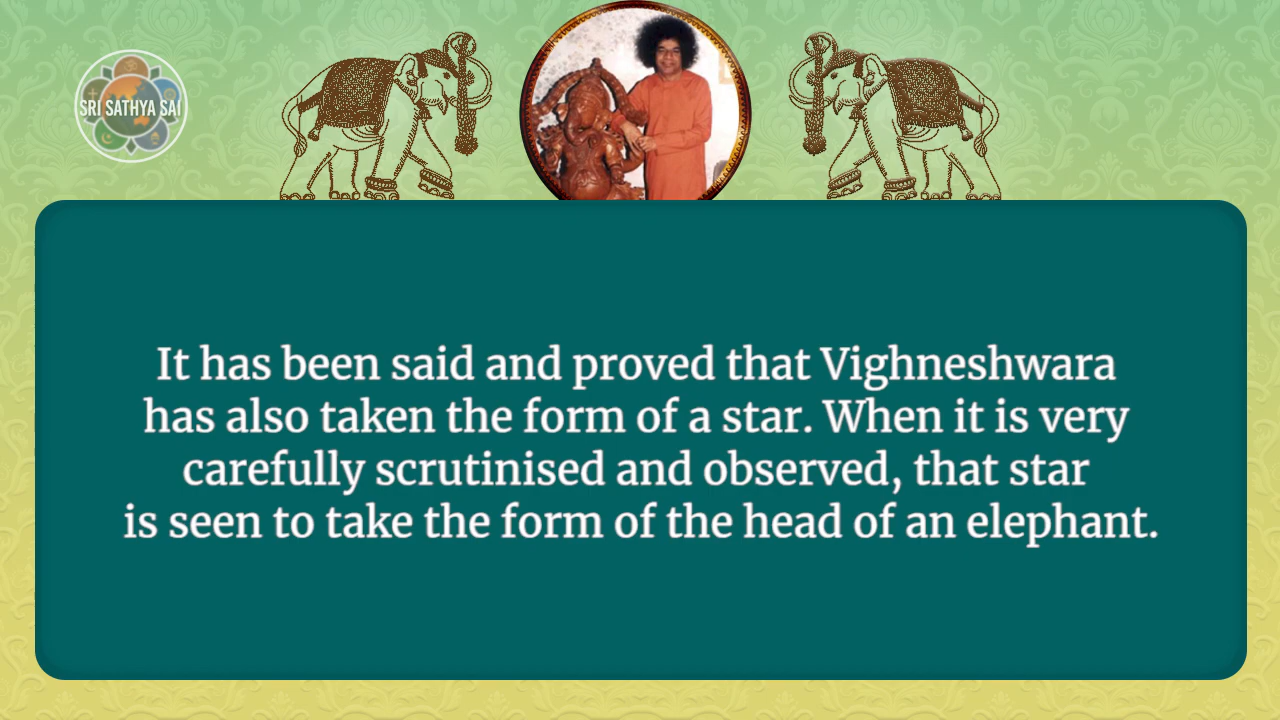 SRI SATHYA SAI
It has been said and proved that Vighneshwara
has also taken the form of a star. When it is very
carefully scrutinised and observed, that star
is seen to take the form of the head of an elephant.